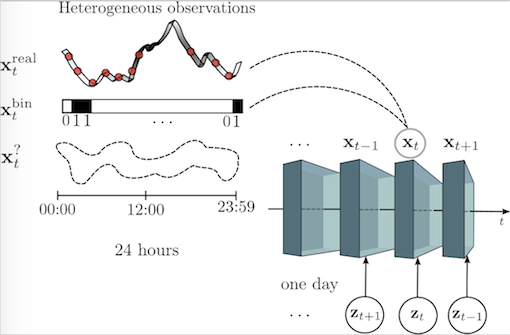 Heterogeneous observations
x_t^real
x_t^bin
0 1 1 ... 0 1
x_t^?
00:00 12:00 23:59
24 hours
... x_{t−1} x_t x_{t+1}
t
one day
... z_{t+1} z_t z_{t−1}